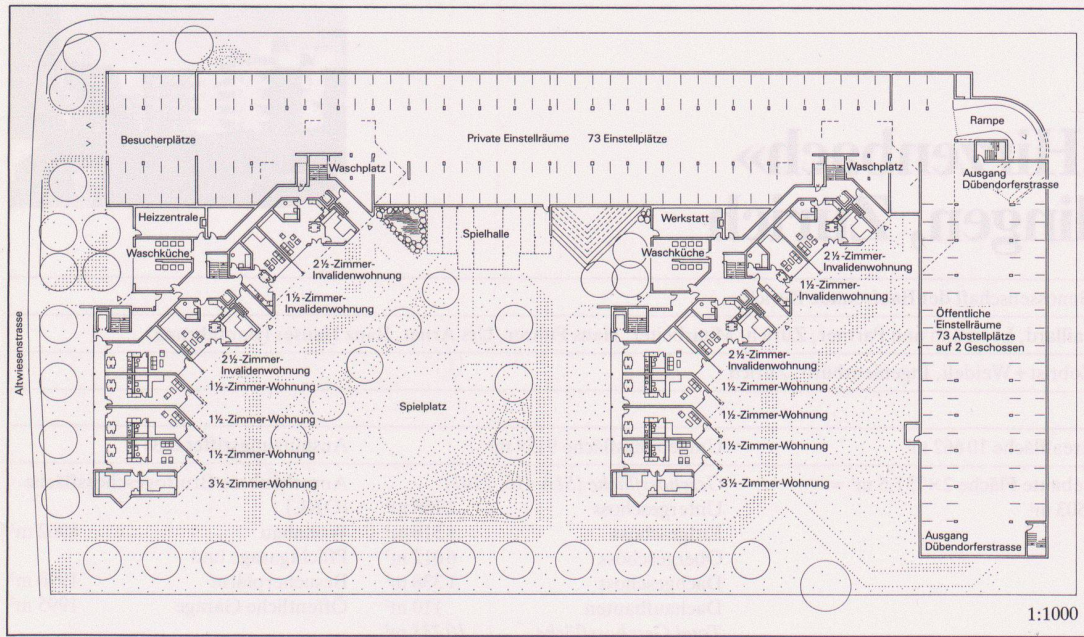 Besucherplätze
Private Einstellräume 73 Einstellplätze
Rampe
Waschplatz
Waschplatz
Ausgang
Dübendorferstrasse
Heizzentrale
Spielhalle
Werkstatt
Waschküche
Waschküche
2½-Zimmer-
Invalidenwohnung
2½-Zimmer-
Invalidenwohnung
1½-Zimmer-
Invalidenwohnung
1½-Zimmer-
Invalidenwohnung
Öffentliche
Einstellräume
73 Abstellplätze
auf 2 Geschossen
Altwiesenstrasse
2½-Zimmer-
Invalidenwohnung
2½-Zimmer-
Invalidenwohnung
1½-Zimmer-Wohnung
1½-Zimmer-Wohnung
Spielplatz
1½-Zimmer-Wohnung
1½-Zimmer-Wohnung
1½-Zimmer-Wohnung
1½-Zimmer-Wohnung
3½-Zimmer-Wohnung
3½-Zimmer-Wohnung
Ausgang
Dübendorferstrasse
1:1000